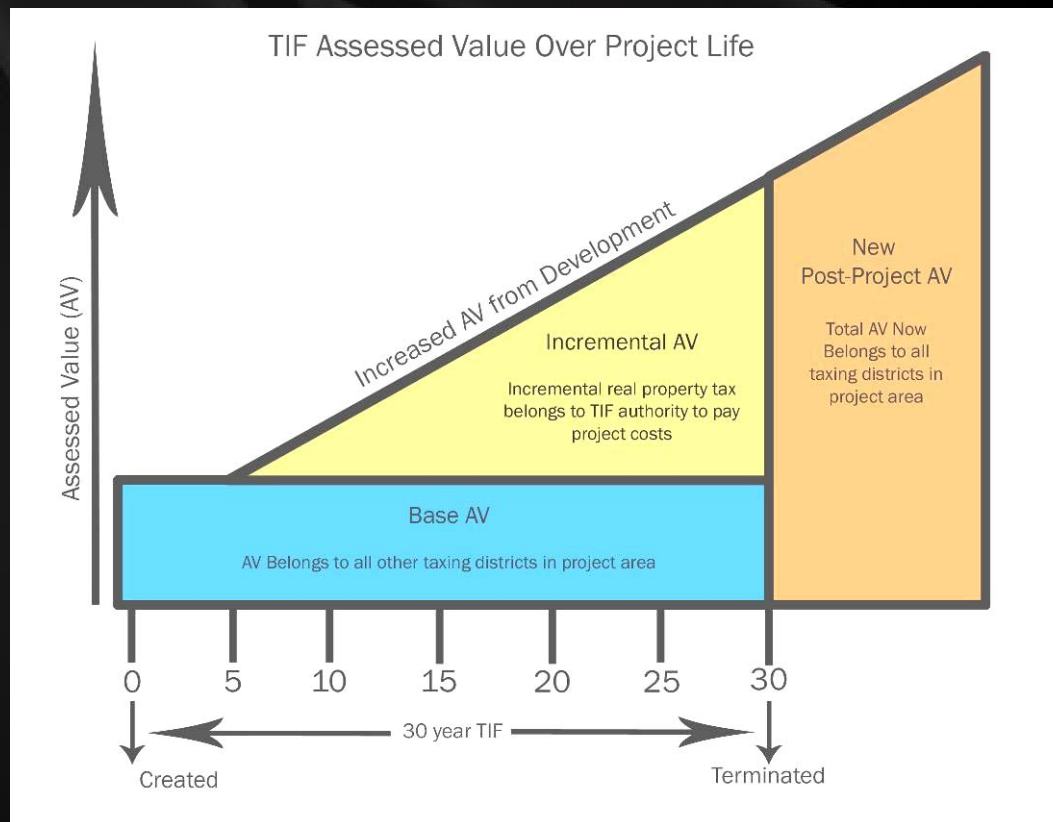 TIF Assessed Value Over Project Life
Assessed Value (AV)
Increased AV from Development
Incremental AV
Incremental real property tax
belongs to TIF authority to pay
project costs
New
Post-Project AV
Total AV Now
Belongs to all
taxing districts in
project area
Base AV
AV Belongs to all other taxing districts in project area
0 5 10 15 20 25 30
30 year TIF
Created
Terminated